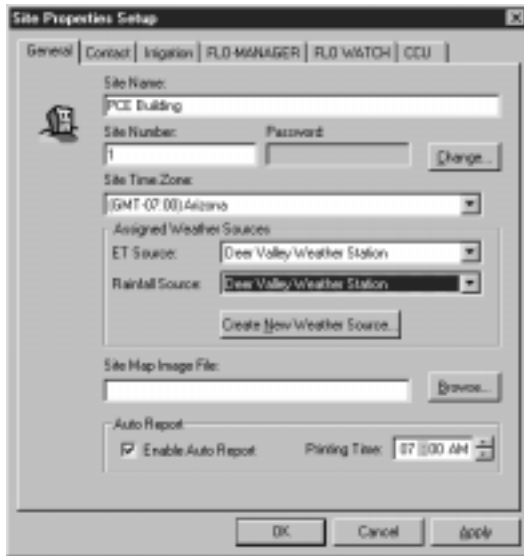 Site Properties Setup
General Contact Irrigation FLO-MANAGER FLO WATCH CCU
Site Name:
PCE Building
Site Number: Password:
1 Change...
Site Time Zone:
(GMT-07:00) Arizona
Assigned Weather Sources
ET Source: Deer Valley Weather Station
Rainfall Source: Deer Valley Weather Station
Create New Weather Source...
Site Map Image File:
Browse...
Auto Report
Enable Auto Report Printing Time: 07:00 AM
OK Cancel Apply